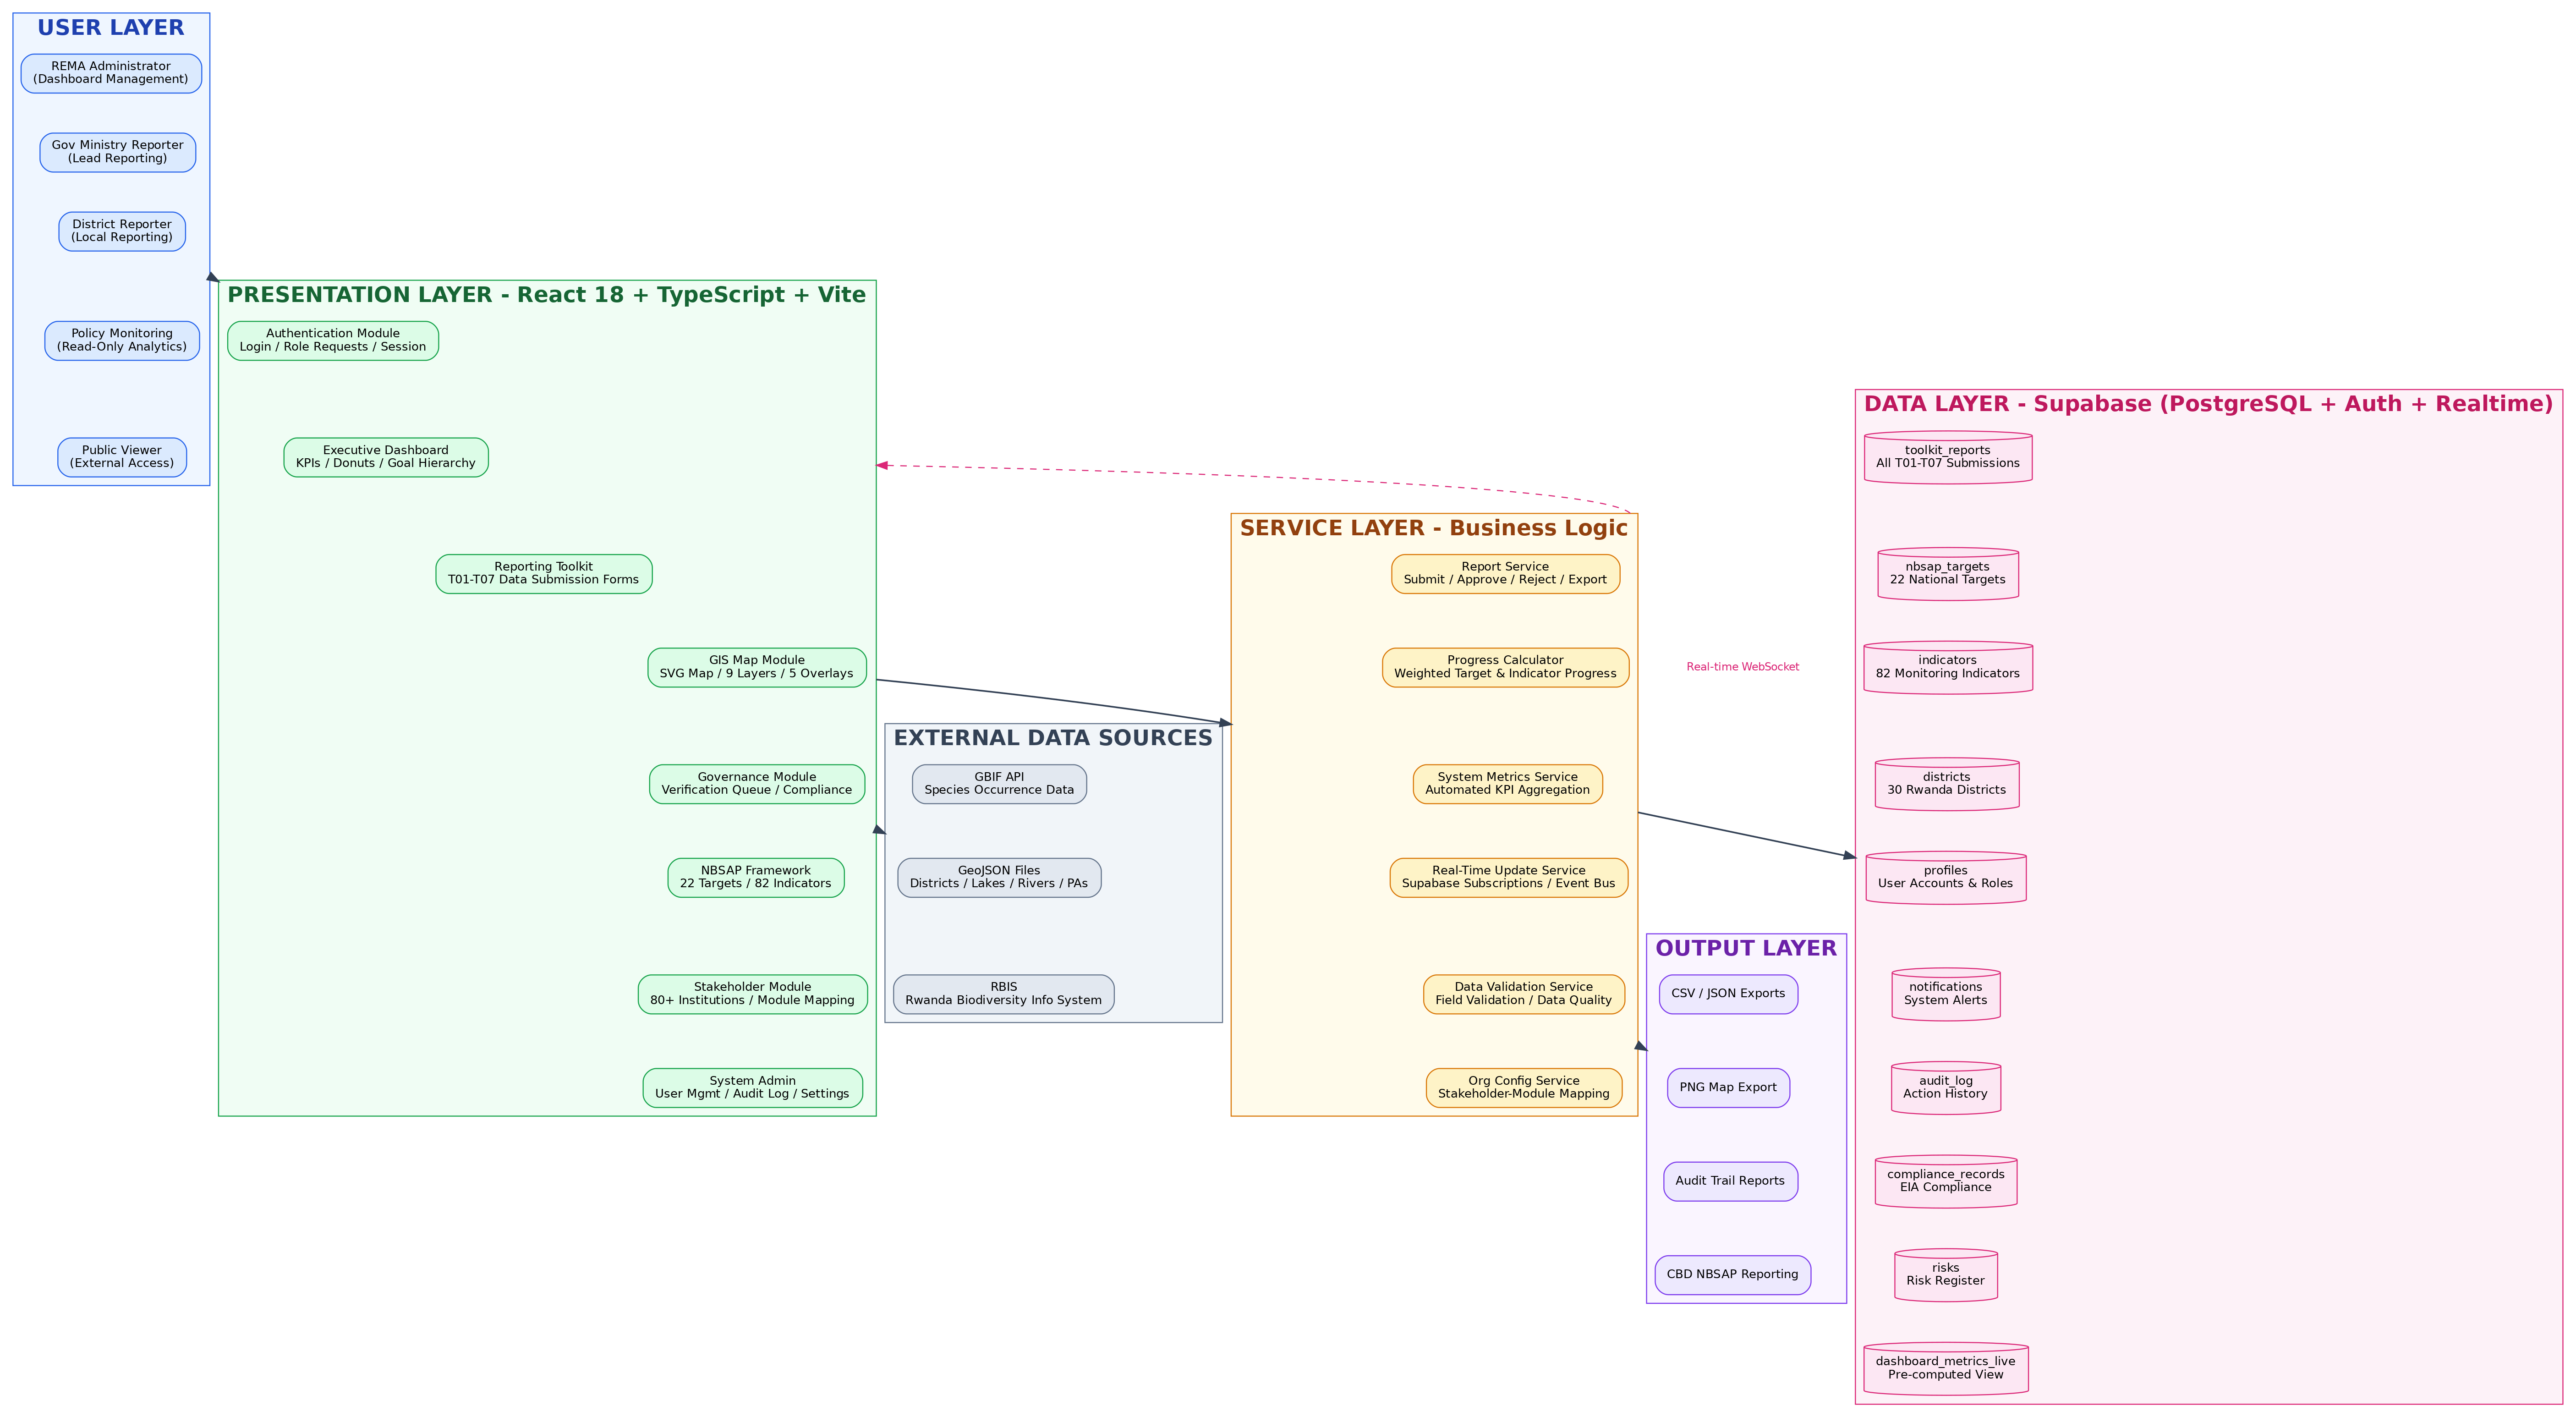 USER LAYER
REMA Administrator
(Dashboard Management)
Gov Ministry Reporter
(Lead Reporting)
District Reporter
(Local Reporting)
Policy Monitoring
(Read-Only Analytics)
Public Viewer
(External Access)
PRESENTATION LAYER - React 18 + TypeScript + Vite
Authentication Module
Login / Role Requests / Session
Executive Dashboard
KPIs / Donuts / Goal Hierarchy
Reporting Toolkit
T01-T07 Data Submission Forms
GIS Map Module
SVG Map / 9 Layers / 5 Overlays
Governance Module
Verification Queue / Compliance
NBSAP Framework
22 Targets / 82 Indicators
Stakeholder Module
80+ Institutions / Module Mapping
System Admin
User Mgmt / Audit Log / Settings
EXTERNAL DATA SOURCES
GBIF API
Species Occurrence Data
GeoJSON Files
Districts / Lakes / Rivers / PAs
RBIS
Rwanda Biodiversity Info System
SERVICE LAYER - Business Logic
Report Service
Submit / Approve / Reject / Export
Progress Calculator
Weighted Target & Indicator Progress
System Metrics Service
Automated KPI Aggregation
Real-Time Update Service
Supabase Subscriptions / Event Bus
Data Validation Service
Field Validation / Data Quality
Org Config Service
Stakeholder-Module Mapping
Real-time WebSocket
OUTPUT LAYER
CSV / JSON Exports
PNG Map Export
Audit Trail Reports
CBD NBSAP Reporting
DATA LAYER - Supabase (PostgreSQL + Auth + Realtime)
toolkit_reports
All T01-T07 Submissions
nbsap_targets
22 National Targets
indicators
82 Monitoring Indicators
districts
30 Rwanda Districts
profiles
User Accounts & Roles
notifications
System Alerts
audit_log
Action History
compliance_records
EIA Compliance
risks
Risk Register
dashboard_metrics_live
Pre-computed View